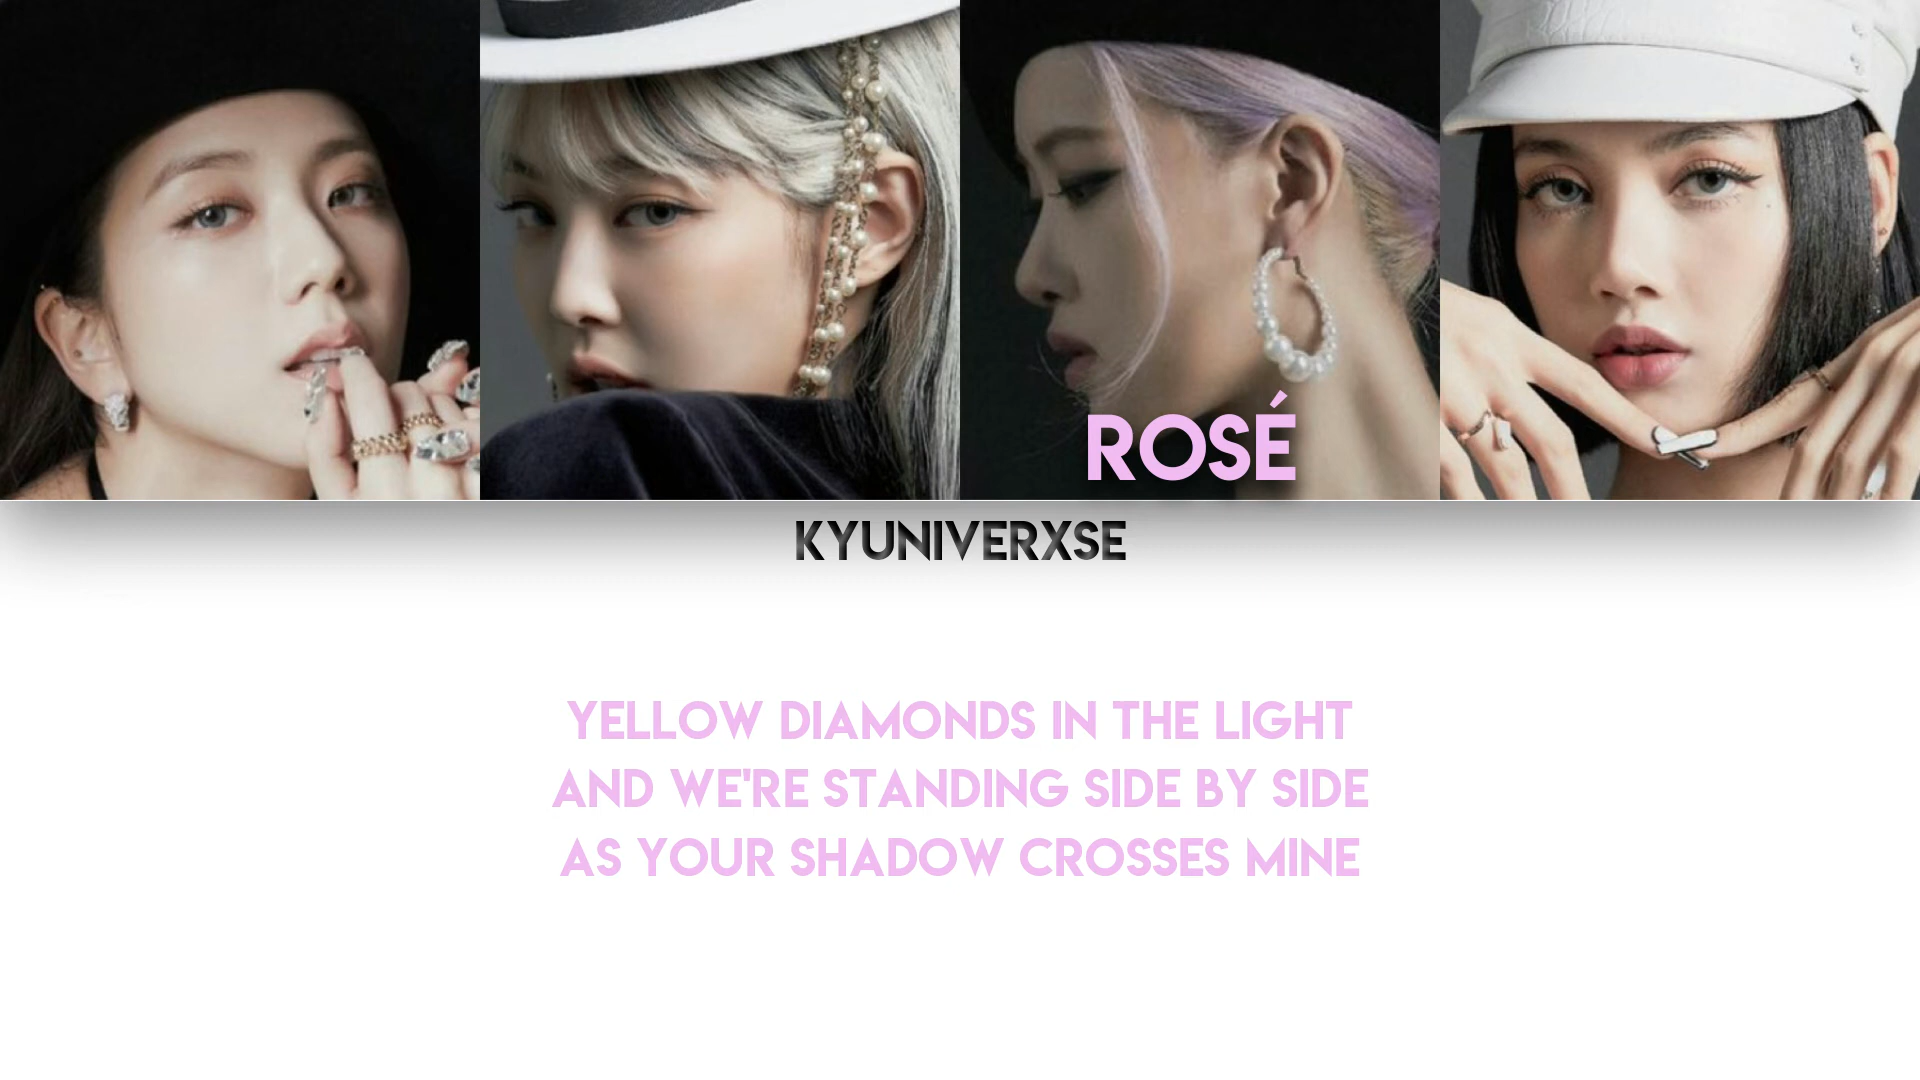 ROSÉ
KYUNIVERXSE
YELLOW DIAMONDS IN THE LIGHT
AND WE'RE STANDING SIDE BY SIDE
AS YOUR SHADOW CROSSES MINE